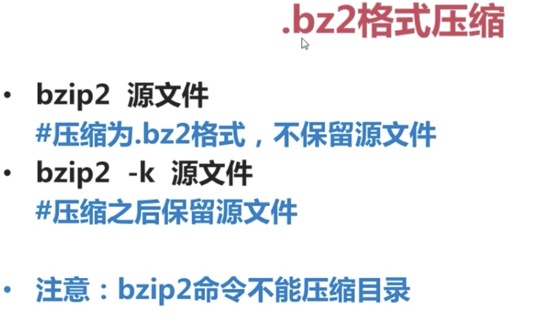 .bz2格式压缩
• bzip2 源文件
#压缩为.bz2格式，不保留源文件
• bzip2 -k 源文件
#压缩之后保留源文件
• 注意：bzip2命令不能压缩目录